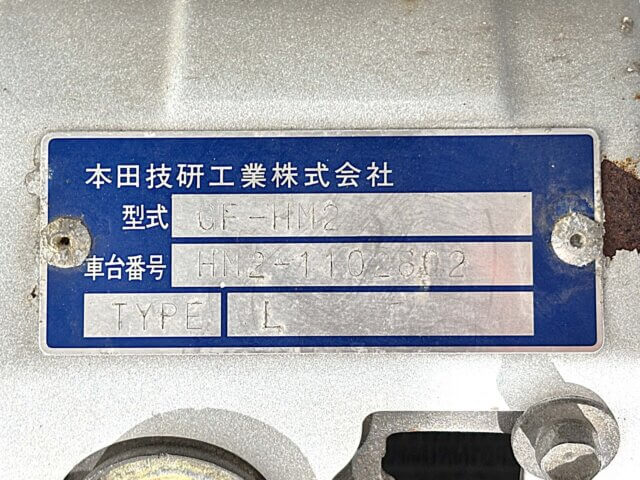 本田技研工業株式会社
型式 GF-HM2
車台番号 HM2-1102802
TYPE L